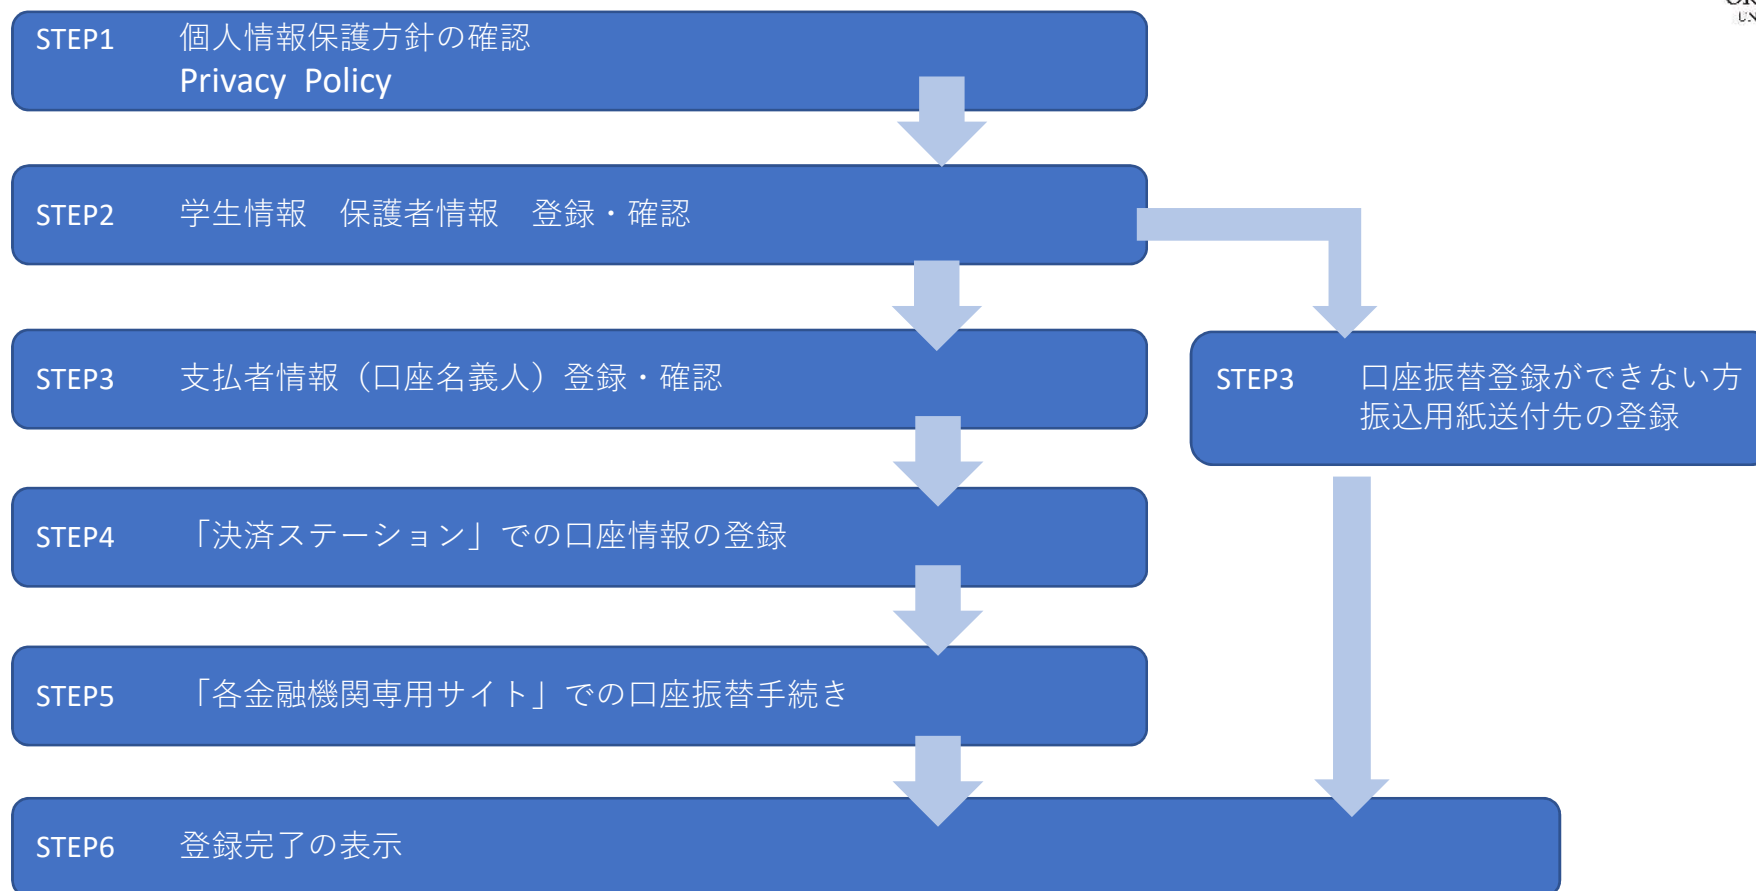 STEP1 個人情報保護方針の確認
Privacy Policy
STEP2 学生情報 保護者情報 登録・確認
STEP3 支払者情報（口座名義人）登録・確認
STEP3 口座振替登録ができない方
振込用紙送付先の登録
STEP4 「決済ステーション」での口座情報の登録
STEP5 「各金融機関専用サイト」での口座振替手続き
STEP6 登録完了の表示